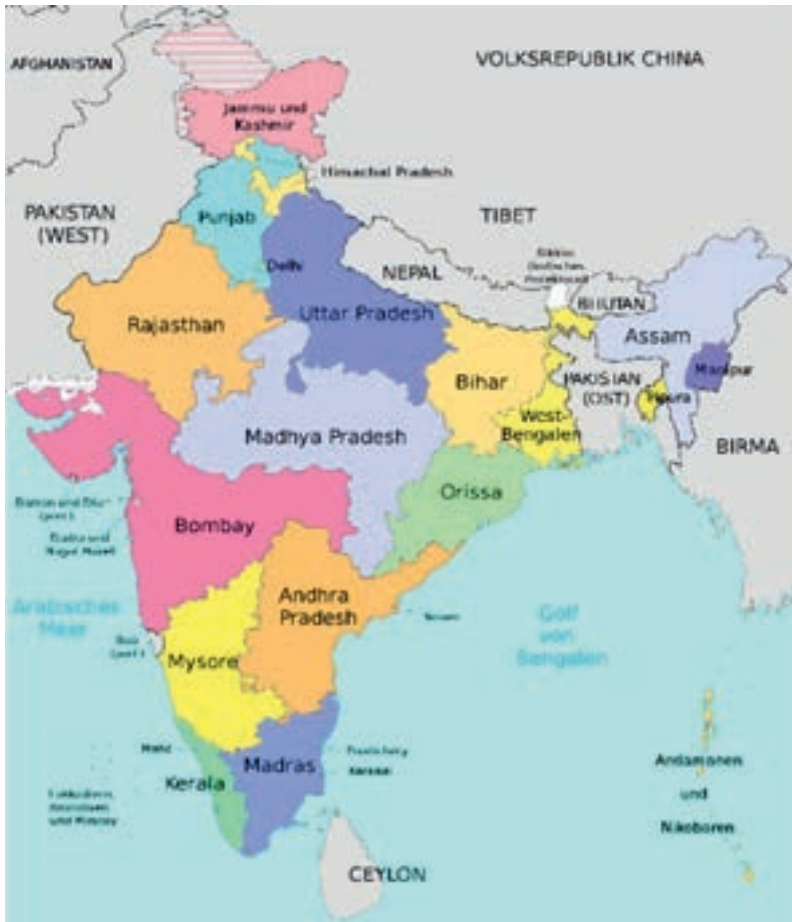 AFGHANISTAN
VOLKSREPUBLIK CHINA
Jammu und
Kashmir
Himachal Pradesh
PAKISTAN
(WEST)
Punjab
TIBET
Delhi
NEPAL
BHUTAN
Rajasthan
Uttar Pradesh
Assam
Bihar
PAKISTAN
(OST)
Manipur
Tripura
West-
Bengalen
Madhya Pradesh
BIRMA
Orissa
Bombay
Andhra
Pradesh
Arabisches
Meer
Golf
von
Bengalen
Mysore
Madras
Kerala
Andamanen
und
Nikobaren
CEYLON